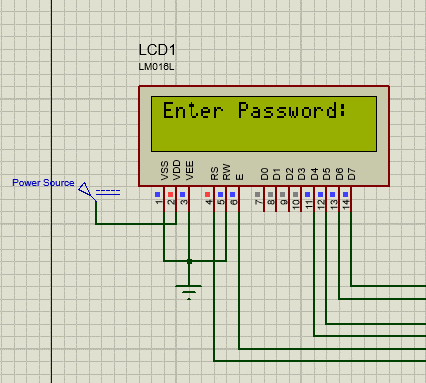 LCD1
LM016L
Enter Password:
Power Source
VSS VDD VEE RS RW E D0 D1 D2 D3 D4 D5 D6 D7
1 2 3 4 5 6 7 8 9 10 11 12 13 14